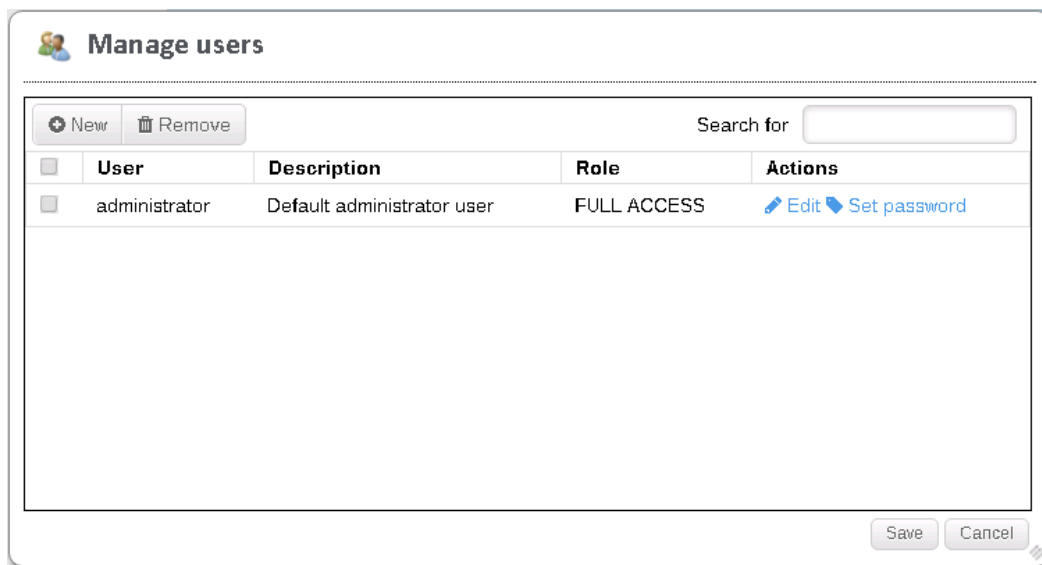 Manage users
New Remove Search for
User Description Role Actions
administrator Default administrator user FULL ACCESS Edit Set password
Save Cancel